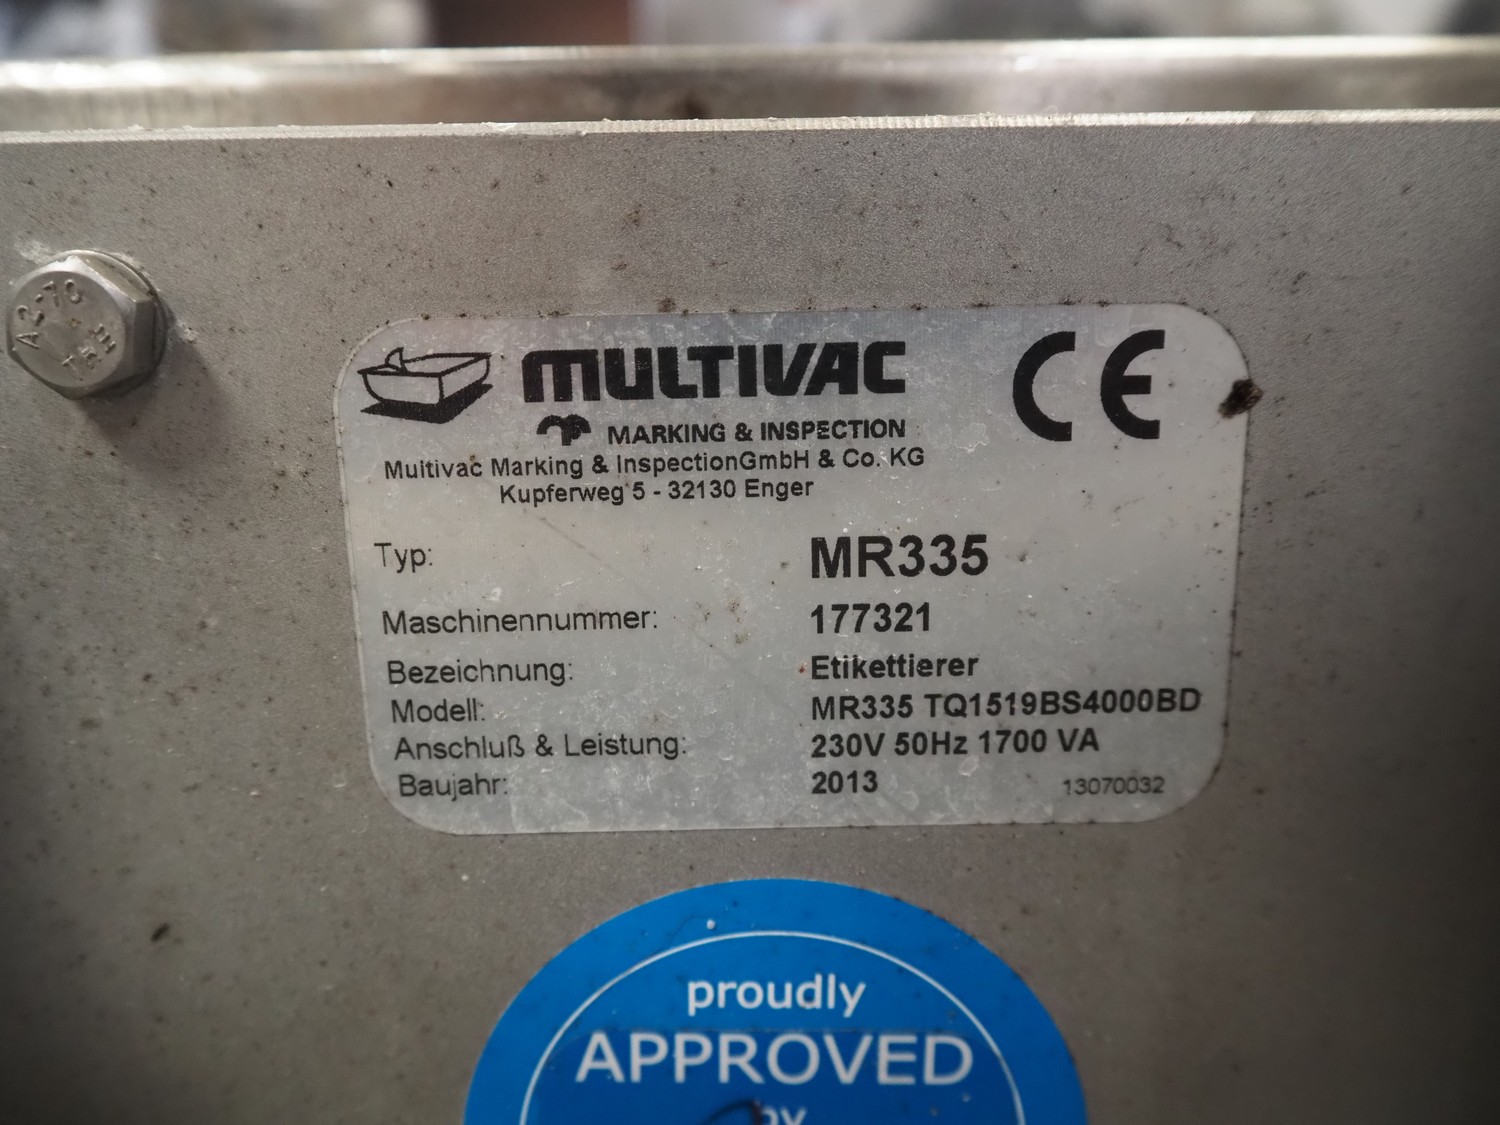 A2-70
MULTIVAC
CE
MARKING & INSPECTION
Multivac Marking & InspectionGmbH & Co. KG
Kupferweg 5 - 32130 Enger
Typ: MR335
Maschinennummer: 177321
Bezeichnung: Etikettierer
Modell: MR335 TQ1519BS4000BD
Anschluß & Leistung: 230V 50Hz 1700 VA
Baujahr: 2013 13070032
proudly
APPROVED